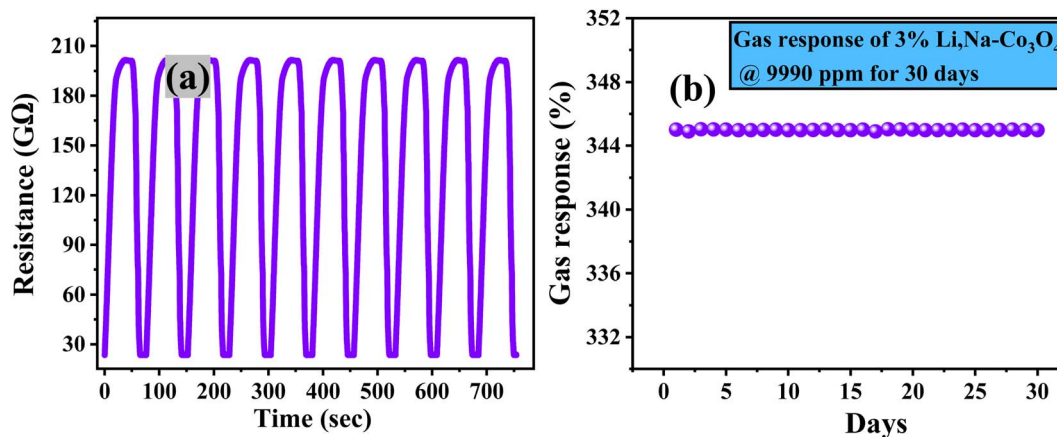 (a)
Resistance (GΩ)
210
180
150
120
90
60
30
0 100 200 300 400 500 600 700
Time (sec)
(b)
Gas response of 3% Li,Na-Co₃O₄
@ 9990 ppm for 30 days
Gas response (%)
352
348
344
340
336
332
0 5 10 15 20 25 30
Days